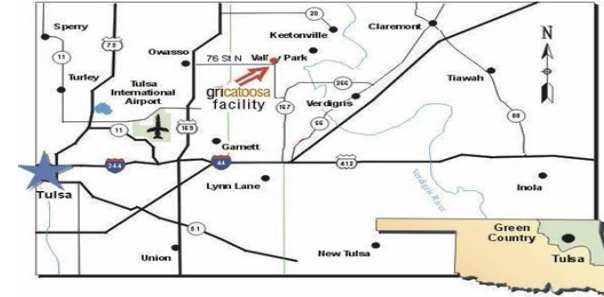 Sperry
20
Keetonville
Claremont
75
N
Owasso
76 St N
Valley Park
11
Turley
Tulsa
International
Airport
gricatoosa
facility
266
Tiawah
167
Verdigris
11
169
66
88
Garnett
244
44
412
Tulsa
Lynn Lane
Verdigris River
Inola
51
Union
New Tulsa
Green
Country
Tulsa